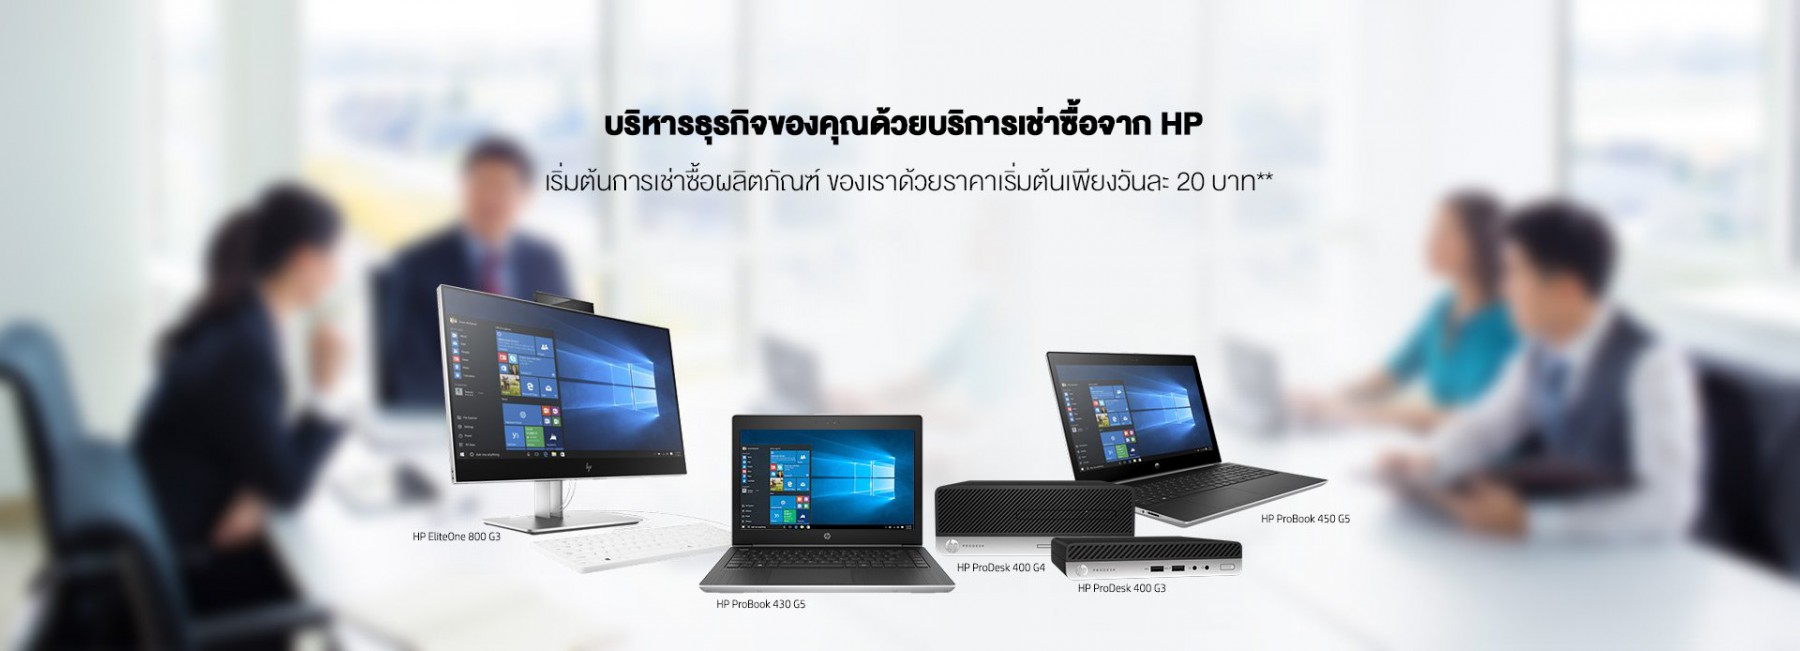 บริหารธุรกิจของคุณด้วยบริการเช่าซื้อจาก HP
เริ่มต้นการเช่าซื้อผลิตภัณฑ์ ของเราด้วยราคาเริ่มต้นเพียงวันละ 20 บาท**
HP EliteOne 800 G3
HP ProBook 430 G5
HP ProDesk 400 G4
HP ProDesk 400 G3
HP ProBook 450 G5